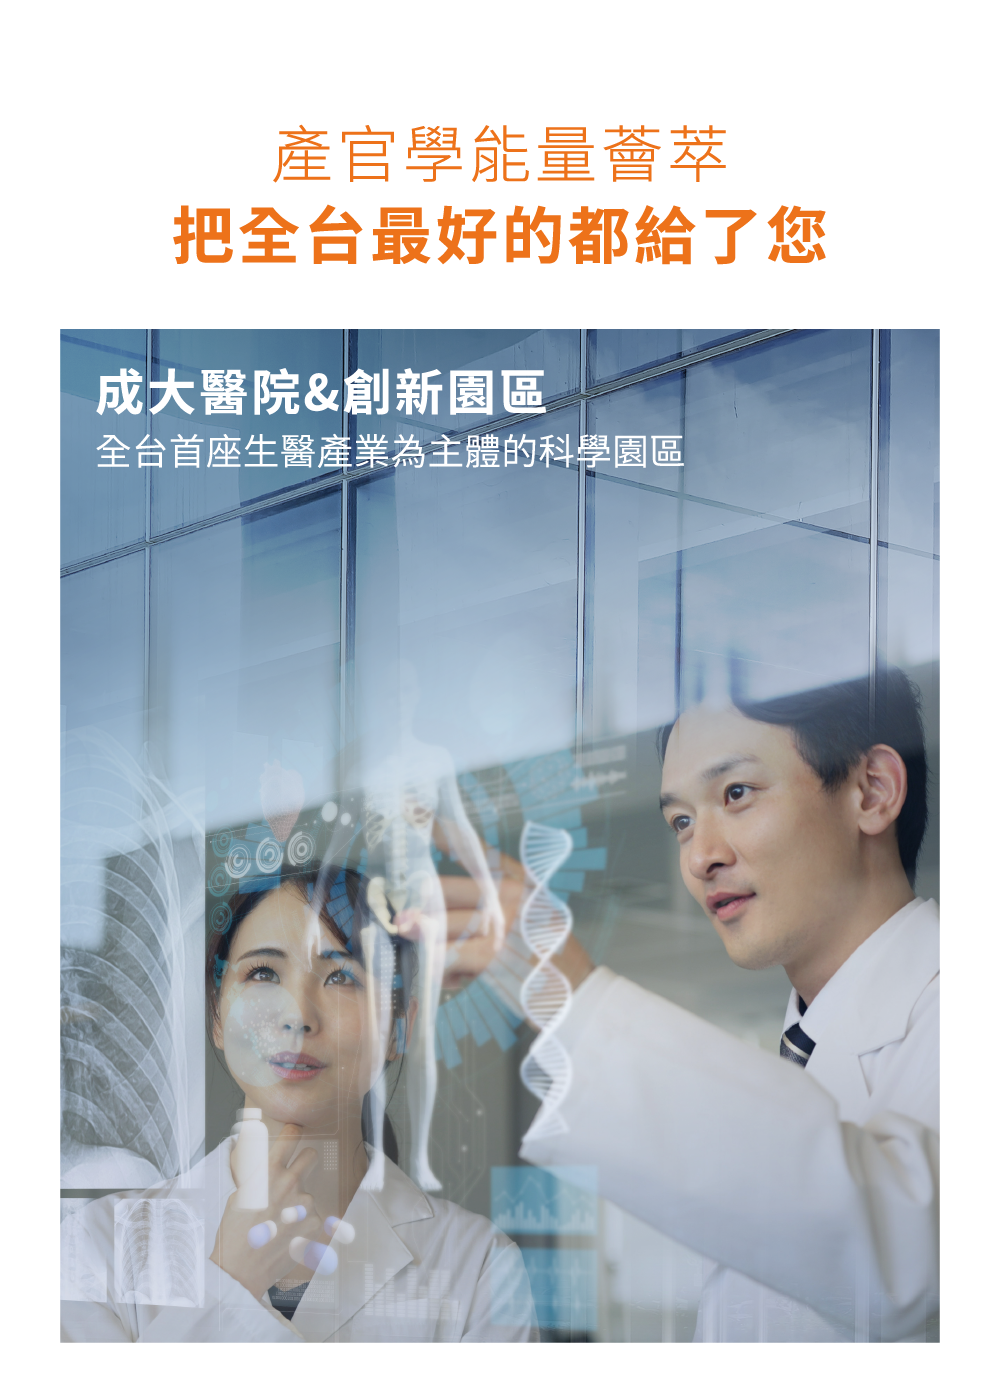 產官學能量薈萃
把全台最好的都給了您
成大醫院&創新園區
全台首座生醫產業為主體的科學園區